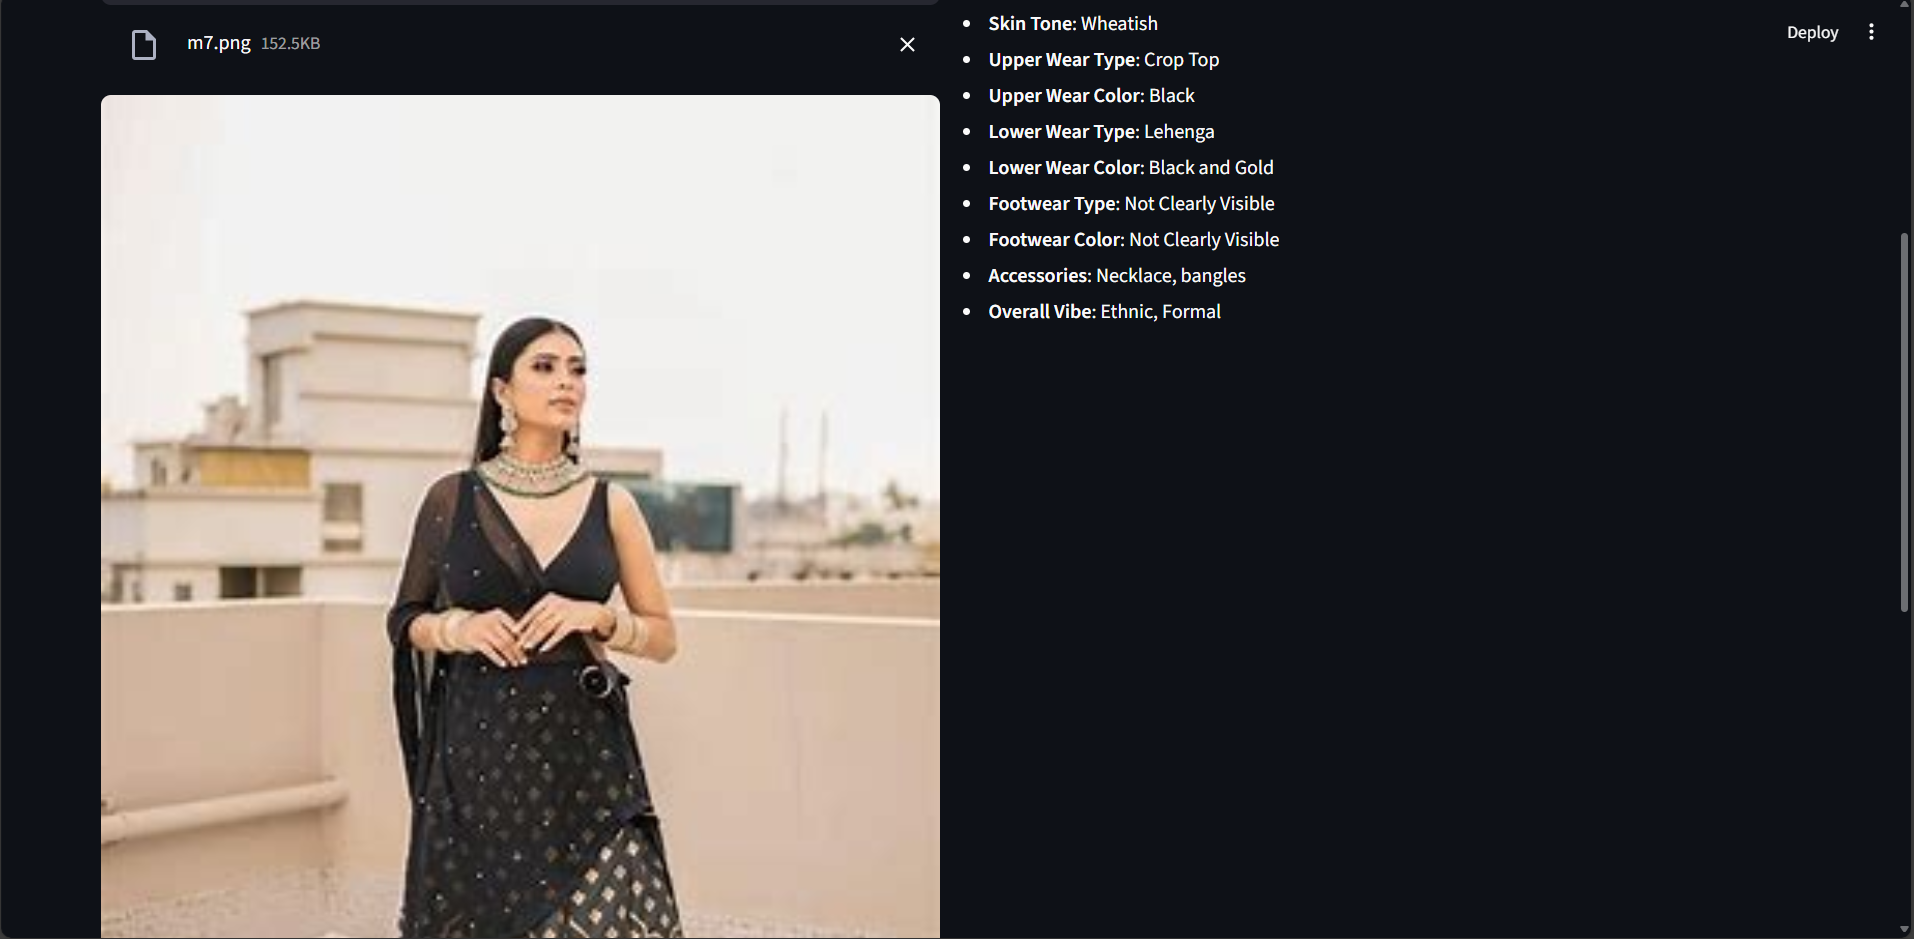 m7.png 152.5KB
Skin Tone: Wheatish
Upper Wear Type: Crop Top
Upper Wear Color: Black
Lower Wear Type: Lehenga
Lower Wear Color: Black and Gold
Footwear Type: Not Clearly Visible
Footwear Color: Not Clearly Visible
Accessories: Necklace, bangles
Overall Vibe: Ethnic, Formal
Deploy